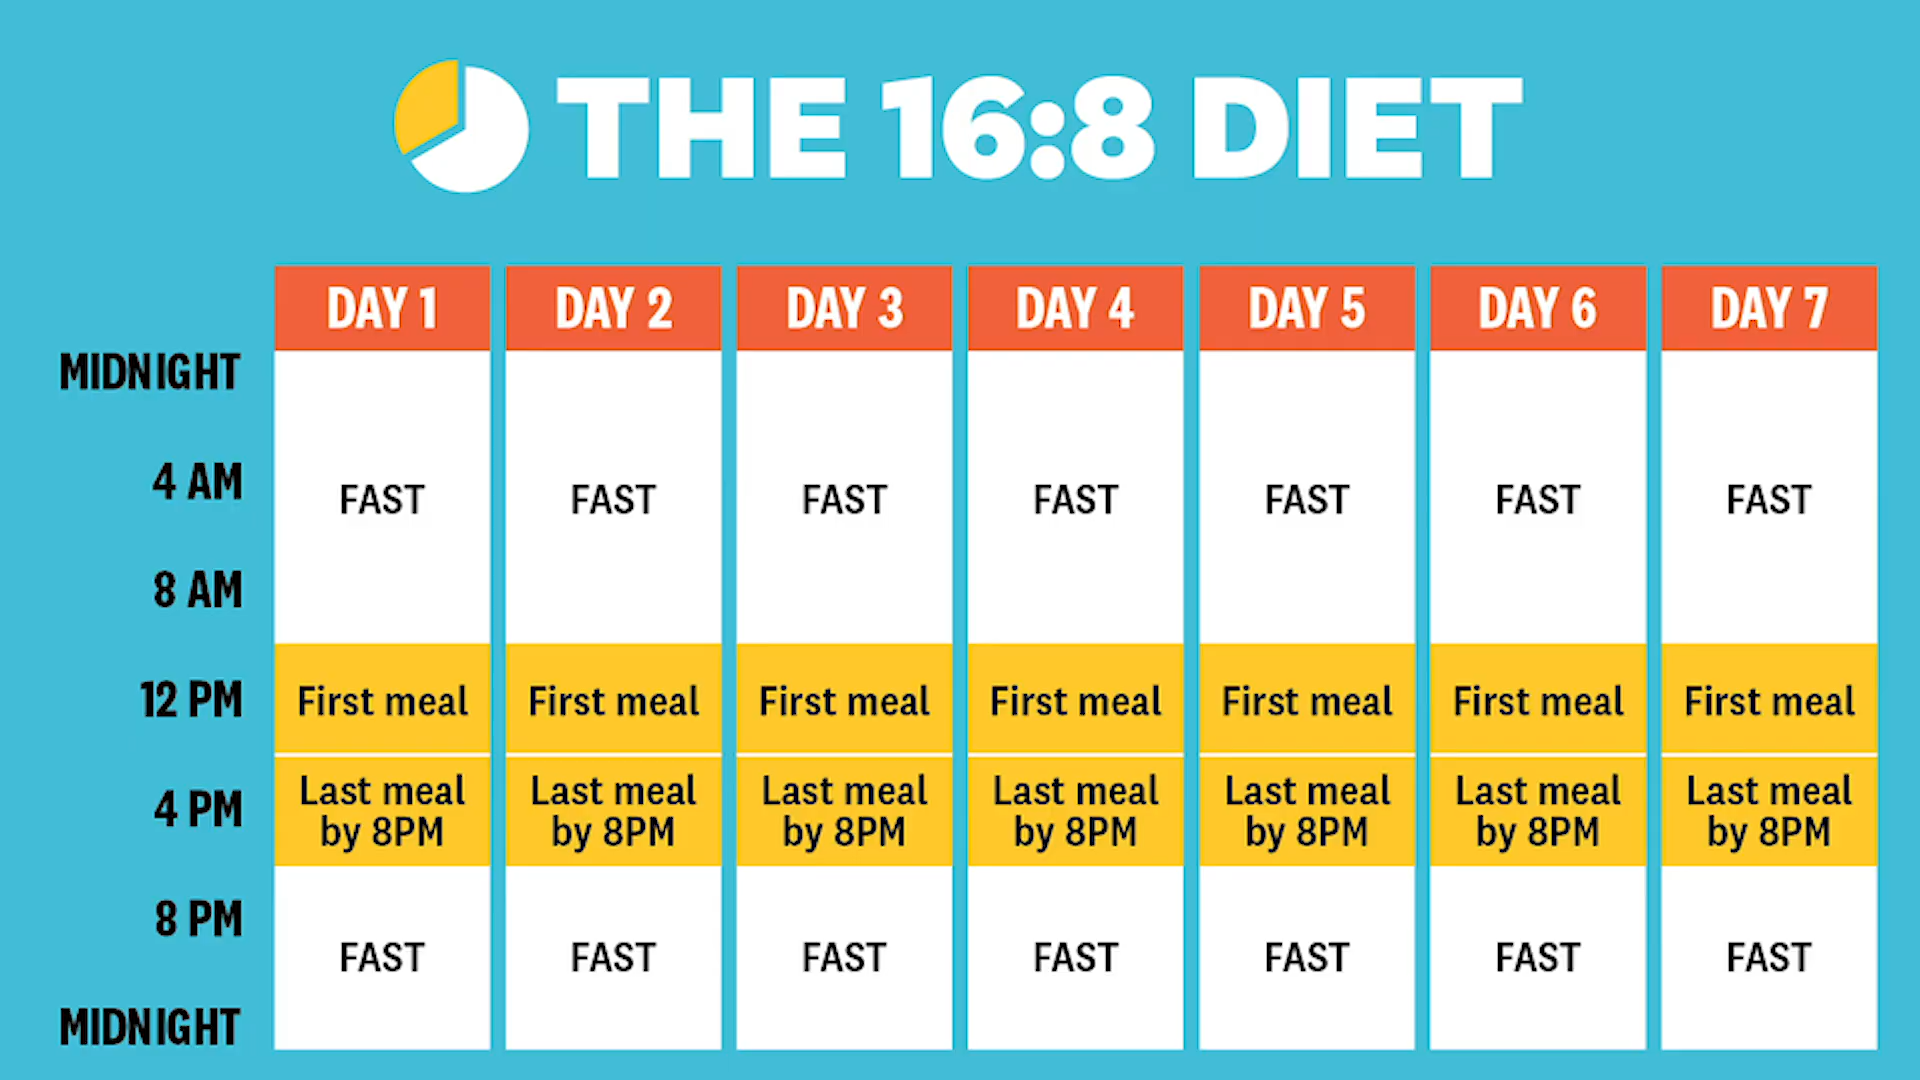 THE 16:8 DIET
DAY 1 DAY 2 DAY 3 DAY 4 DAY 5 DAY 6 DAY 7
MIDNIGHT
4 AM
FAST FAST FAST FAST FAST FAST FAST
8 AM
12 PM First meal First meal First meal First meal First meal First meal First meal
Last meal Last meal Last meal Last meal Last meal Last meal Last meal
4 PM
by 8PM by 8PM by 8PM by 8PM by 8PM by 8PM by 8PM
8 PM
FAST FAST FAST FAST FAST FAST FAST
MIDNIGHT